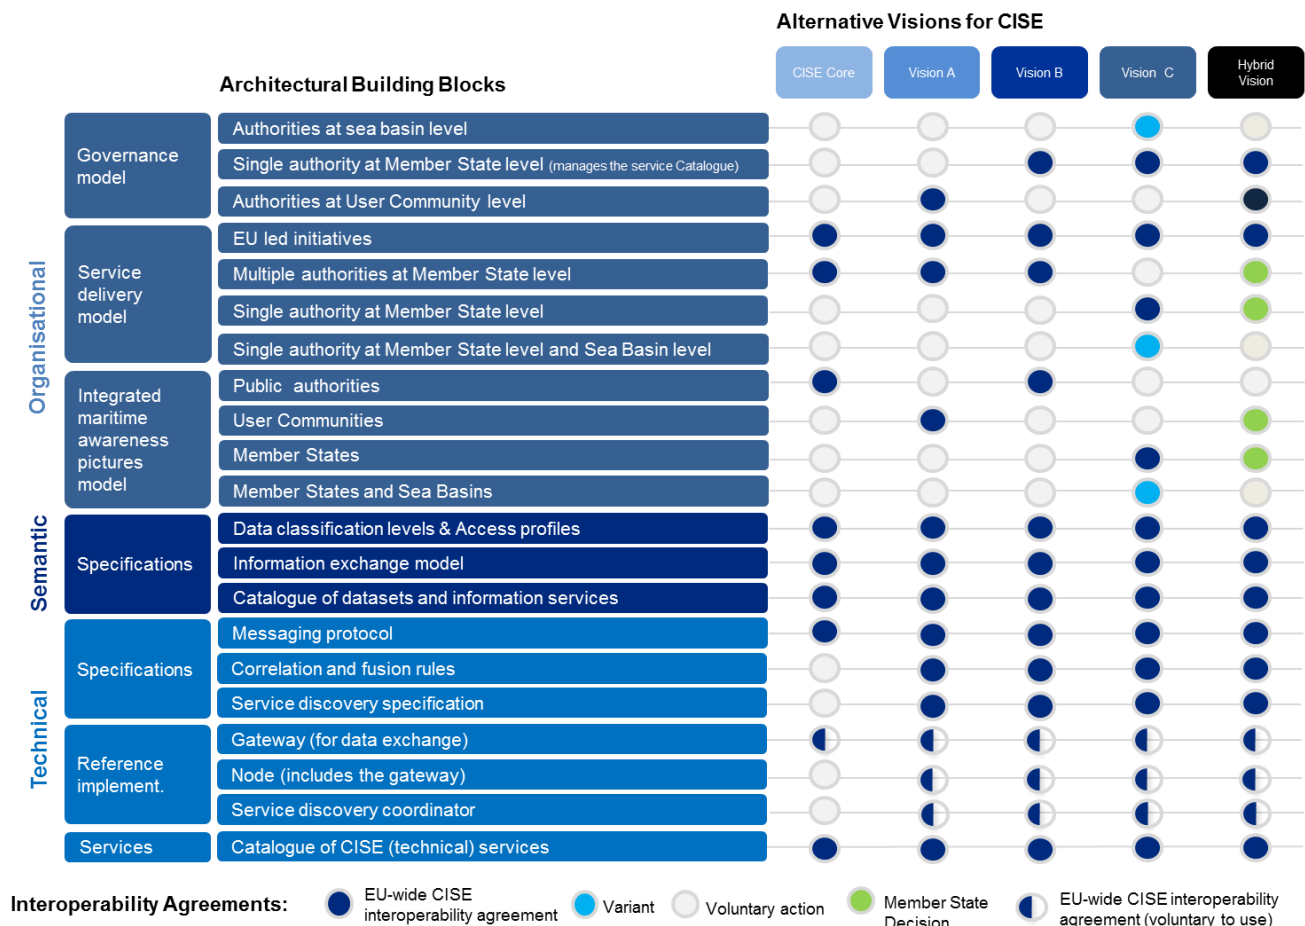 Alternative Visions for CISE
Architectural Building Blocks
CISE Core
Vision A
Vision B
Vision C
Hybrid
Vision
Organisational
Governance
model
Authorities at sea basin level
Single authority at Member State level (manages the service Catalogue)
Authorities at User Community level
Service
delivery
model
EU led initiatives
Multiple authorities at Member State level
Single authority at Member State level
Single authority at Member State level and Sea Basin level
Integrated
maritime
awareness
pictures
model
Public authorities
User Communities
Member States
Member States and Sea Basins
Semantic
Specifications
Data classification levels & Access profiles
Information exchange model
Catalogue of datasets and information services
Technical
Specifications
Messaging protocol
Correlation and fusion rules
Service discovery specification
Reference
implement.
Gateway (for data exchange)
Node (includes the gateway)
Service discovery coordinator
Services
Catalogue of CISE (technical) services
Interoperability Agreements:
EU-wide CISE
interoperability agreement
Variant
Voluntary action
Member State
Decision
EU-wide CISE interoperability
agreement (voluntary to use)